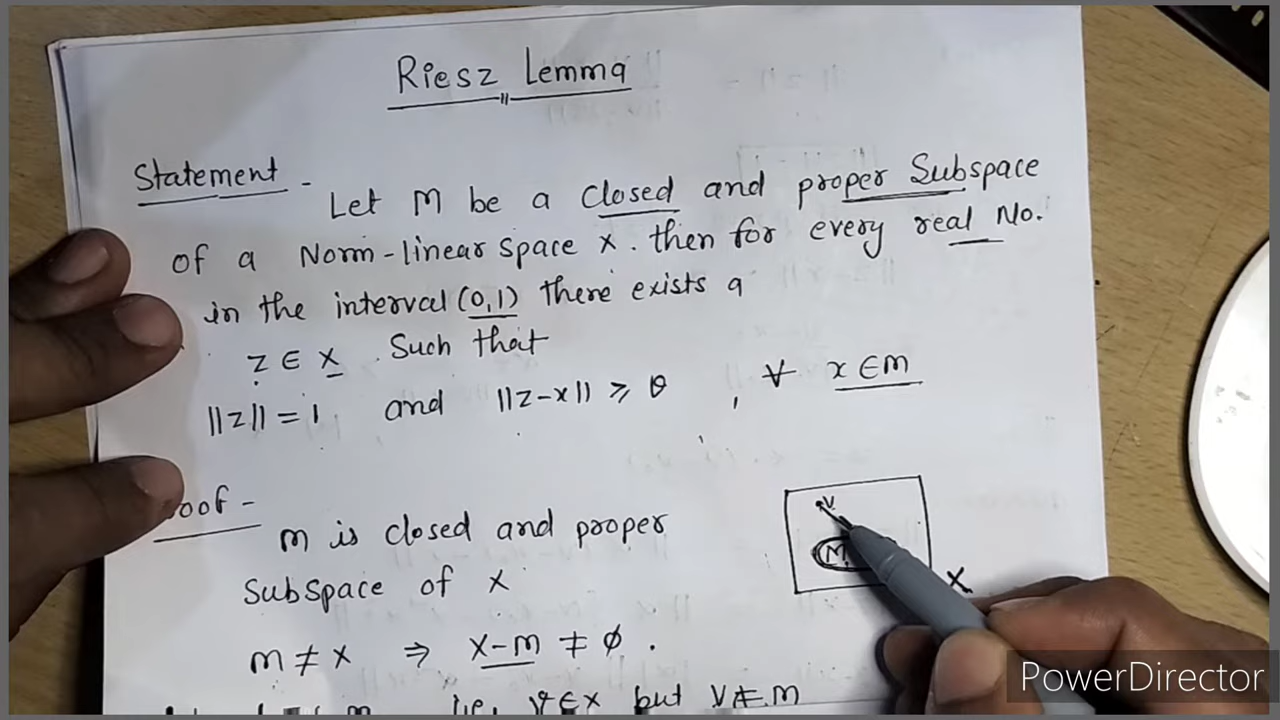 Riesz Lemma
Statement -
Let M be a Closed and proper Subspace
of a Norm-linear space X. then for every real No.
in the interval (0,1) there exists a
Z ∈ X Such that
||Z|| = 1 and ||Z-x|| ⩾ θ , ∀ x ∈ M
oof -
M is closed and proper
Subspace of X
M ≠ X ⇒ X-M ≠ ϕ .
i.e, V ∈ X but V ∉ M
V
M
X
PowerDirector